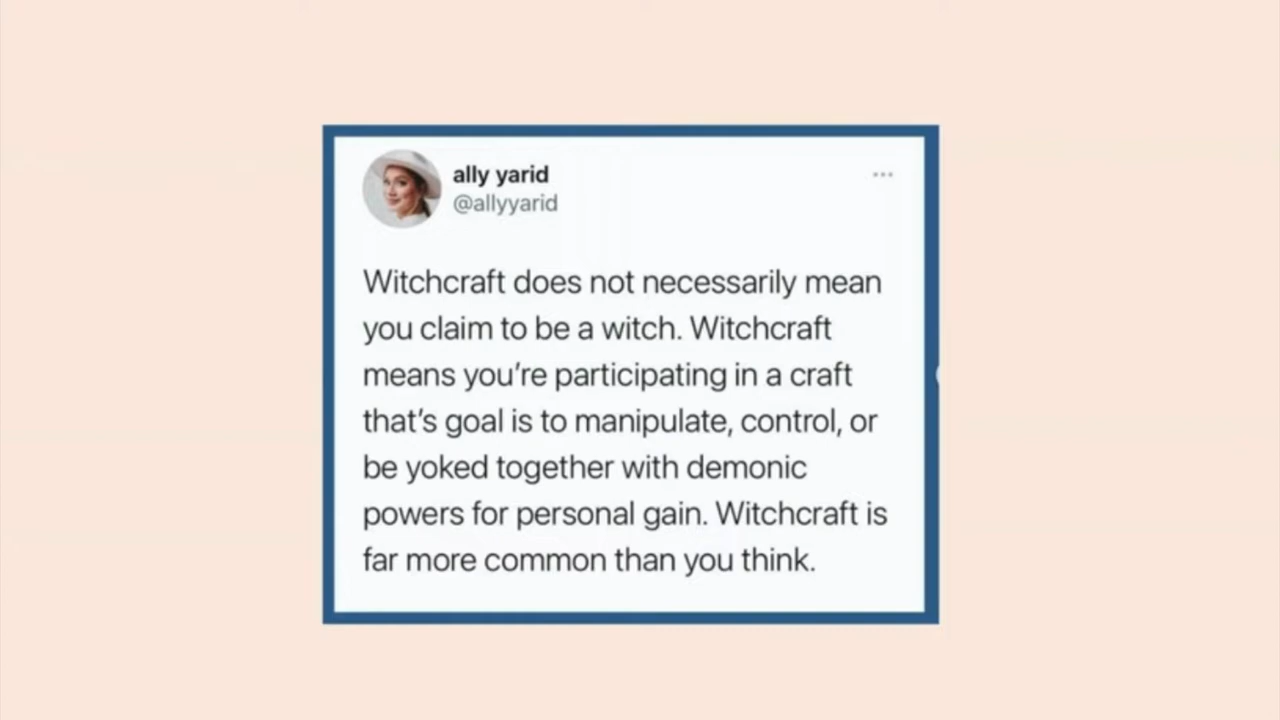 ally yarid
@allyyarid
Witchcraft does not necessarily mean
you claim to be a witch. Witchcraft
means you're participating in a craft
that's goal is to manipulate, control, or
be yoked together with demonic
powers for personal gain. Witchcraft is
far more common than you think.